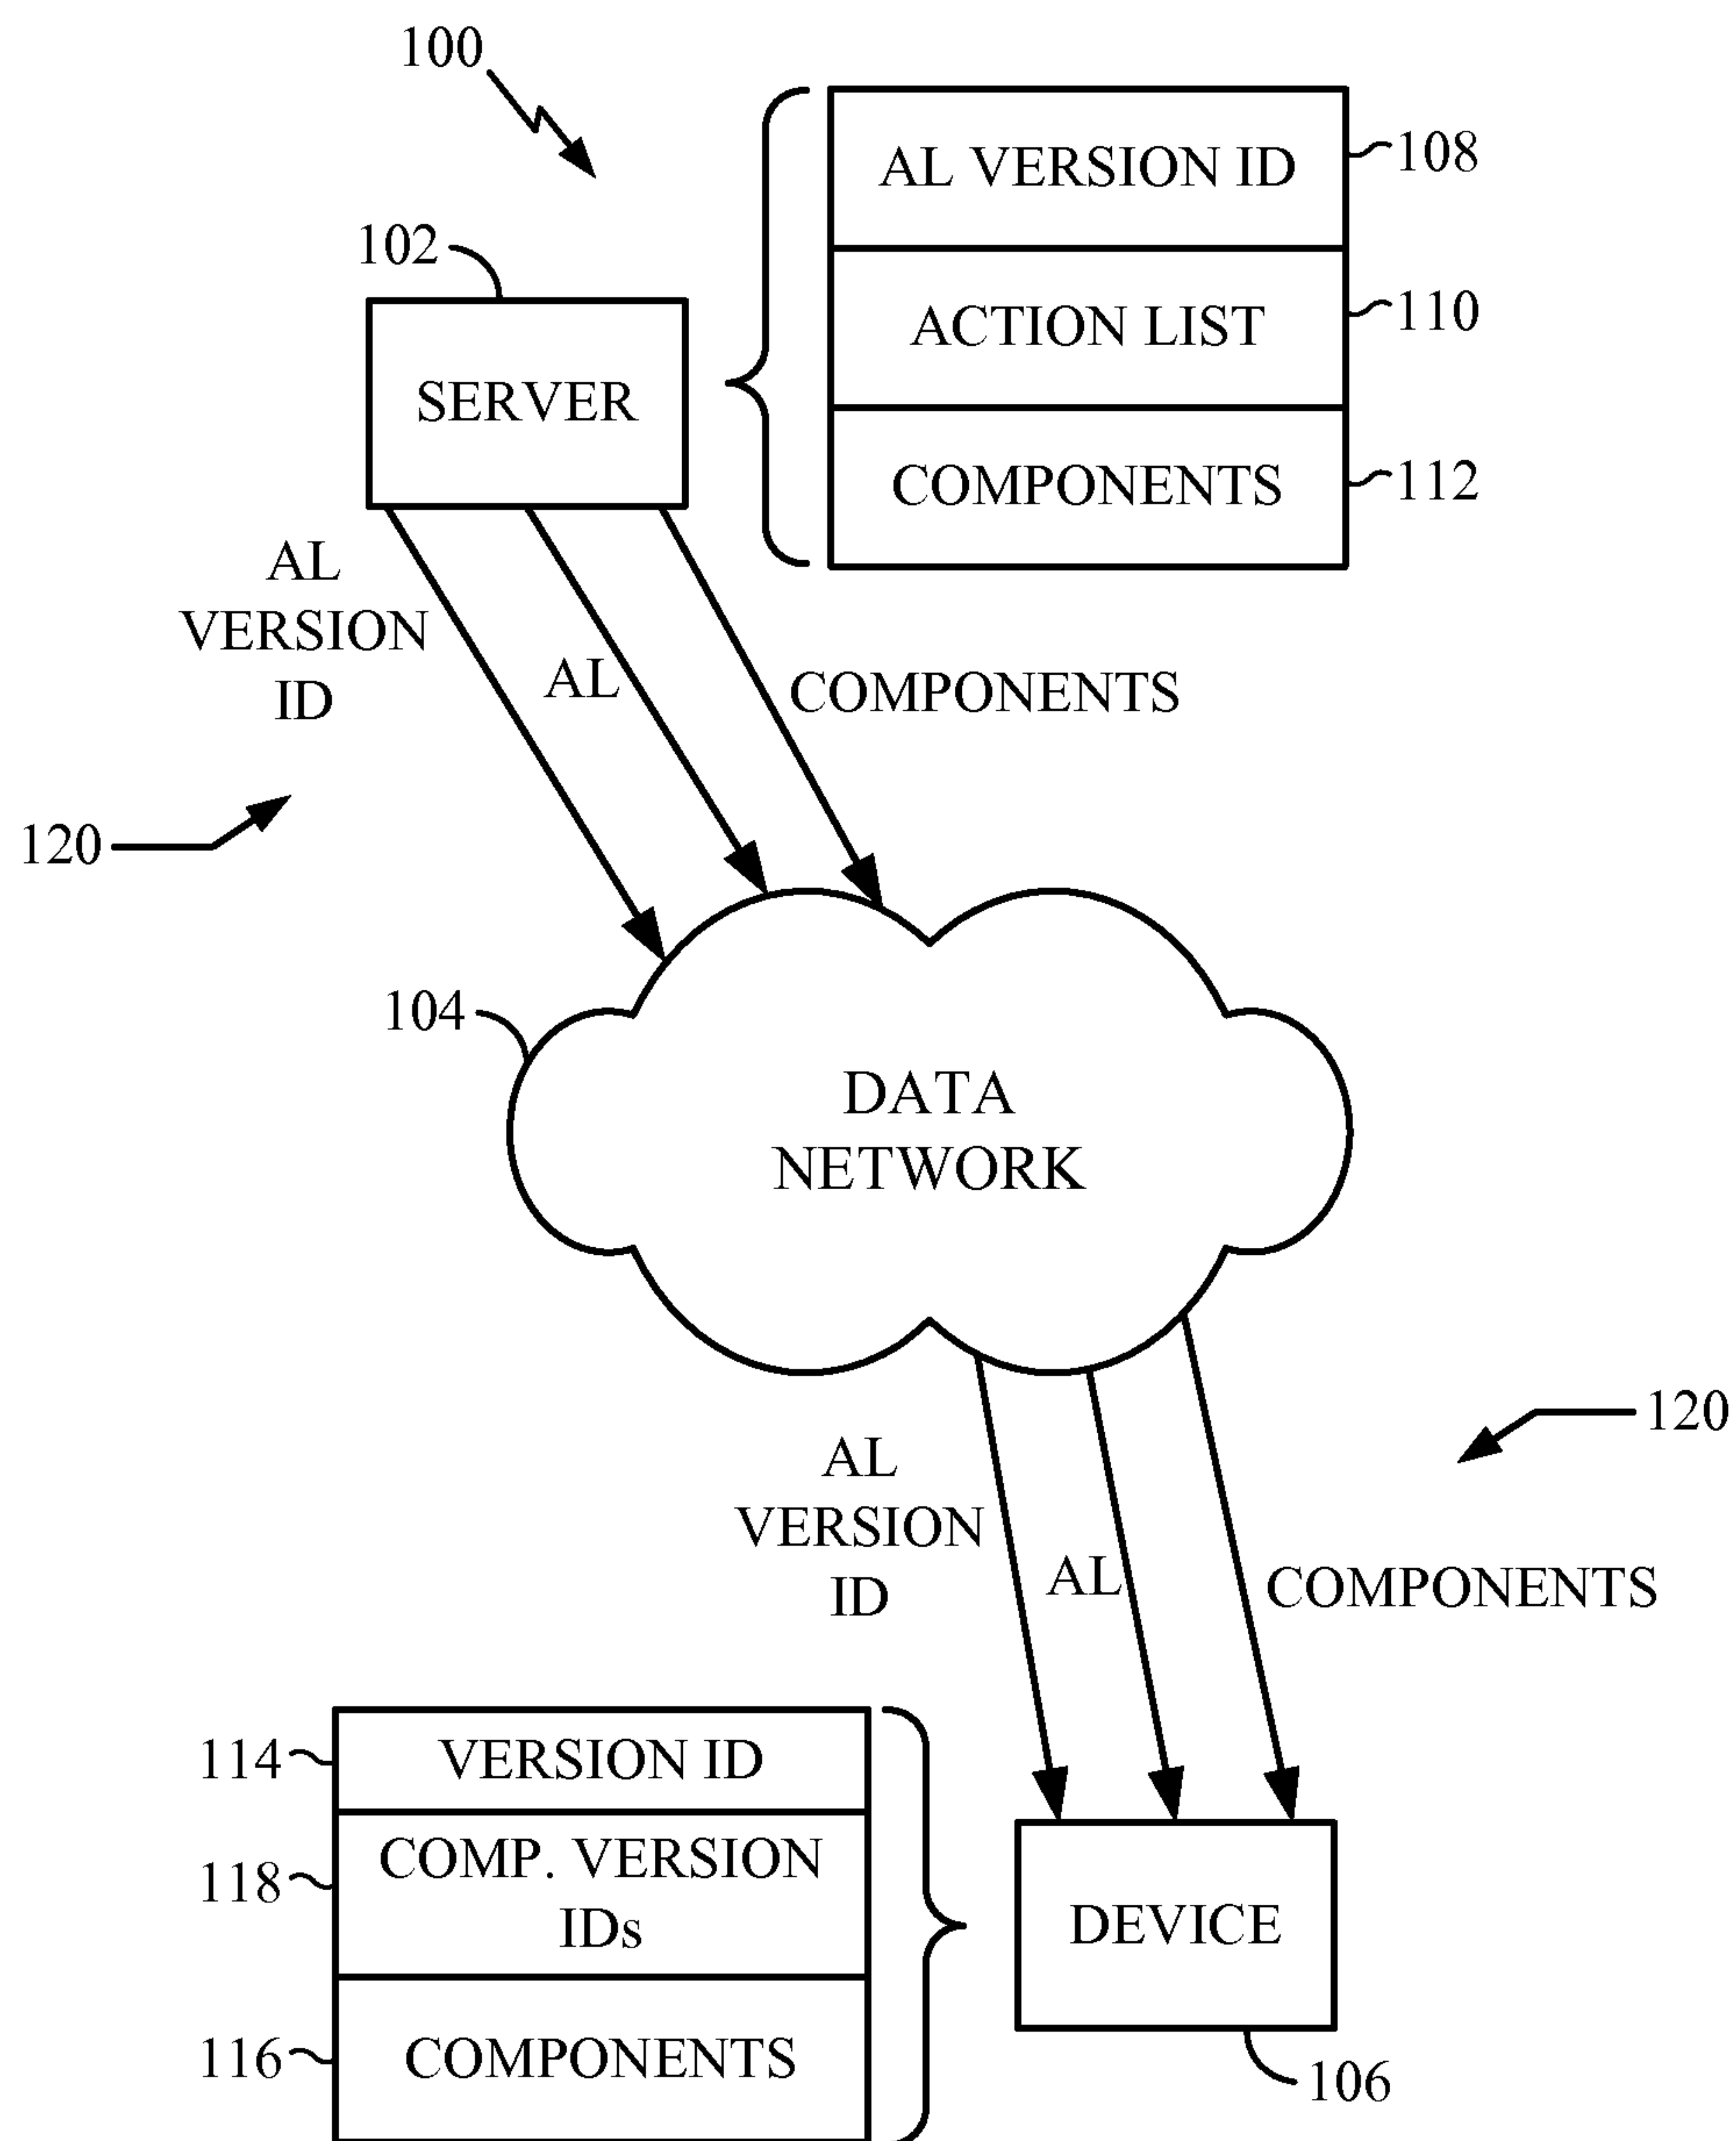 100
AL VERSION ID
108
102
ACTION LIST
110
SERVER
COMPONENTS
112
AL
VERSION
ID
AL
COMPONENTS
120
104
DATA
NETWORK
120
AL
VERSION
ID
AL
COMPONENTS
114
VERSION ID
118
COMP. VERSION
IDs
DEVICE
116
COMPONENTS
106